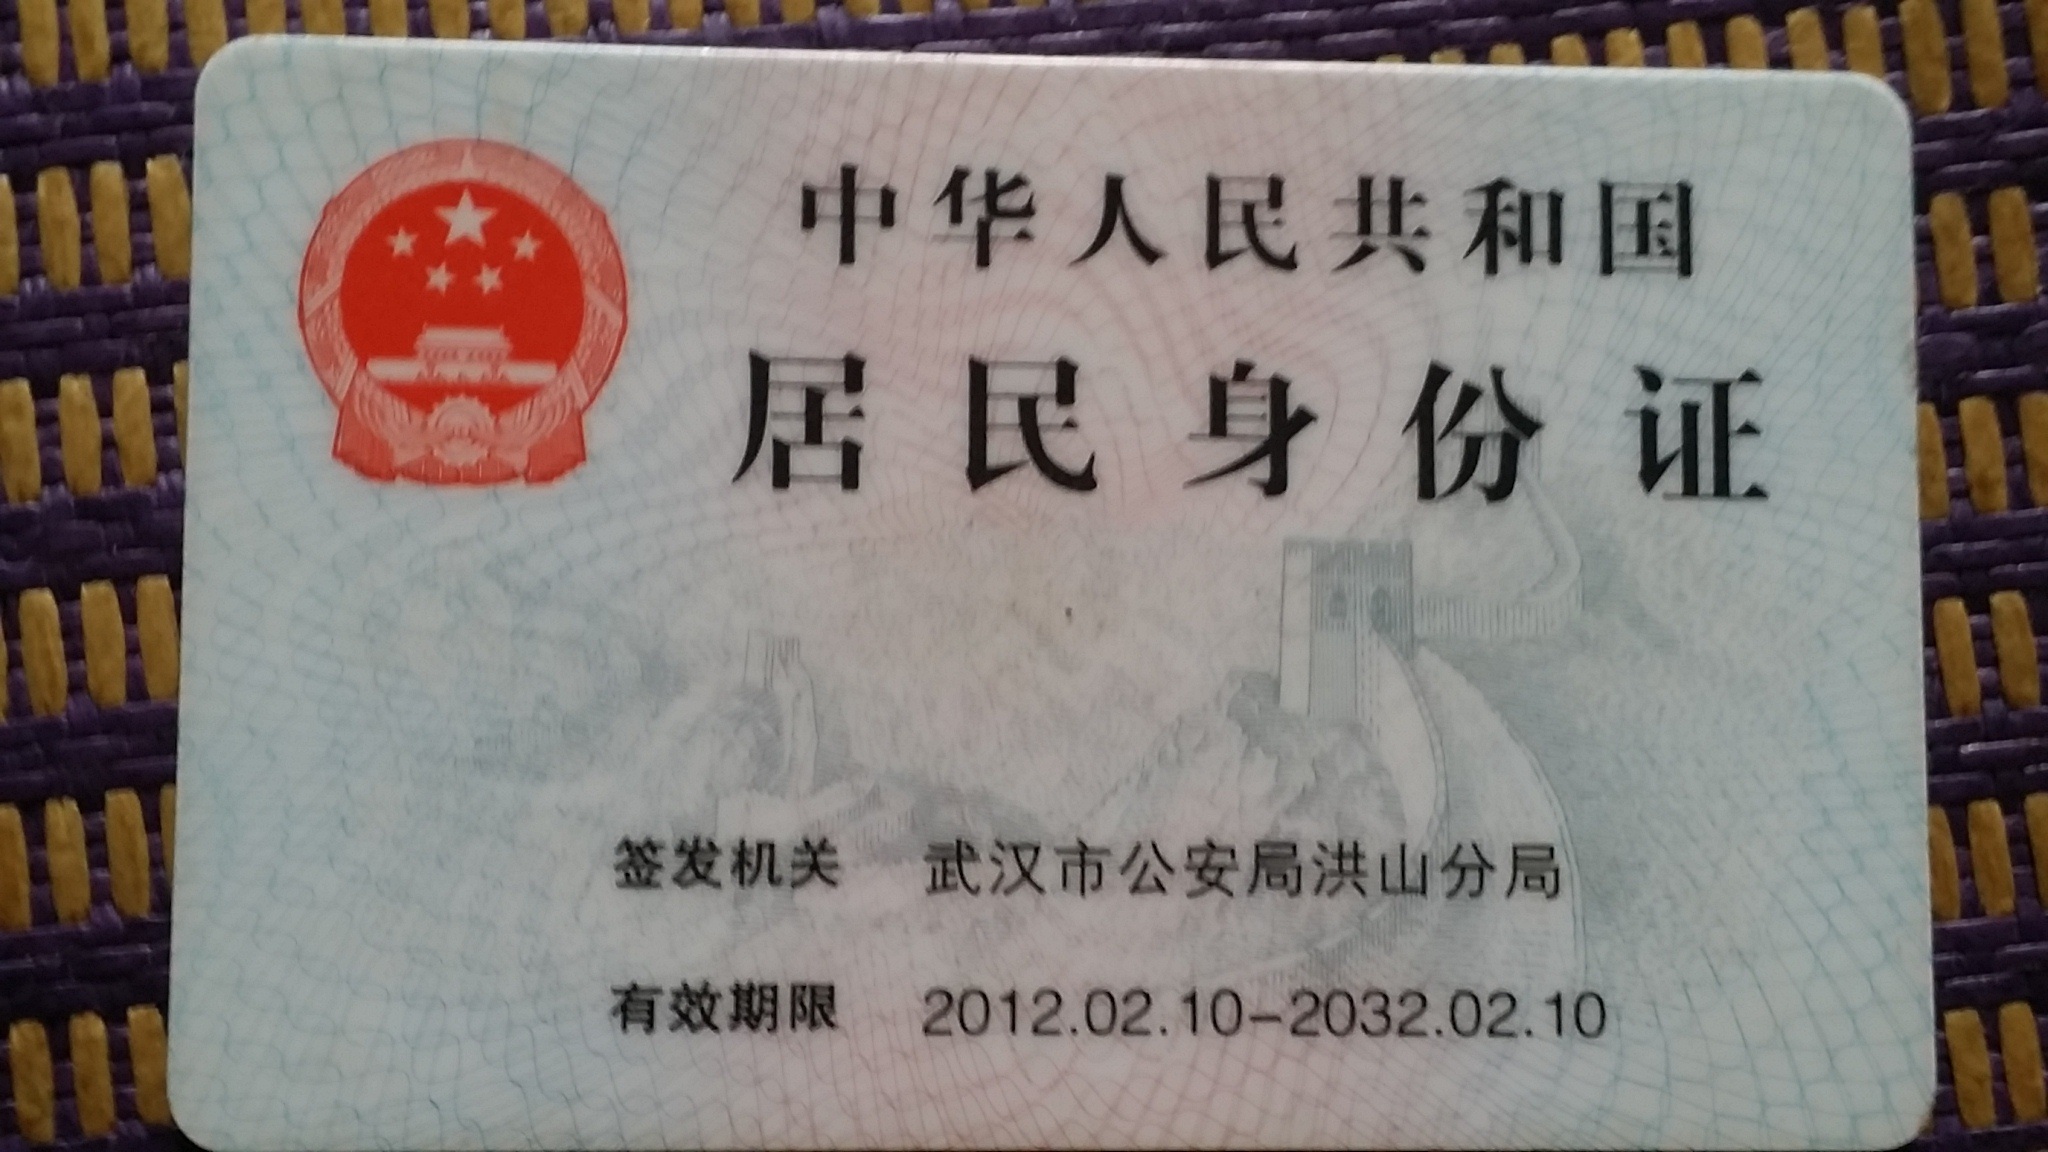 中华人民共和国
居民身份证
签发机关 武汉市公安局洪山分局
有效期限 2012.02.10-2032.02.10